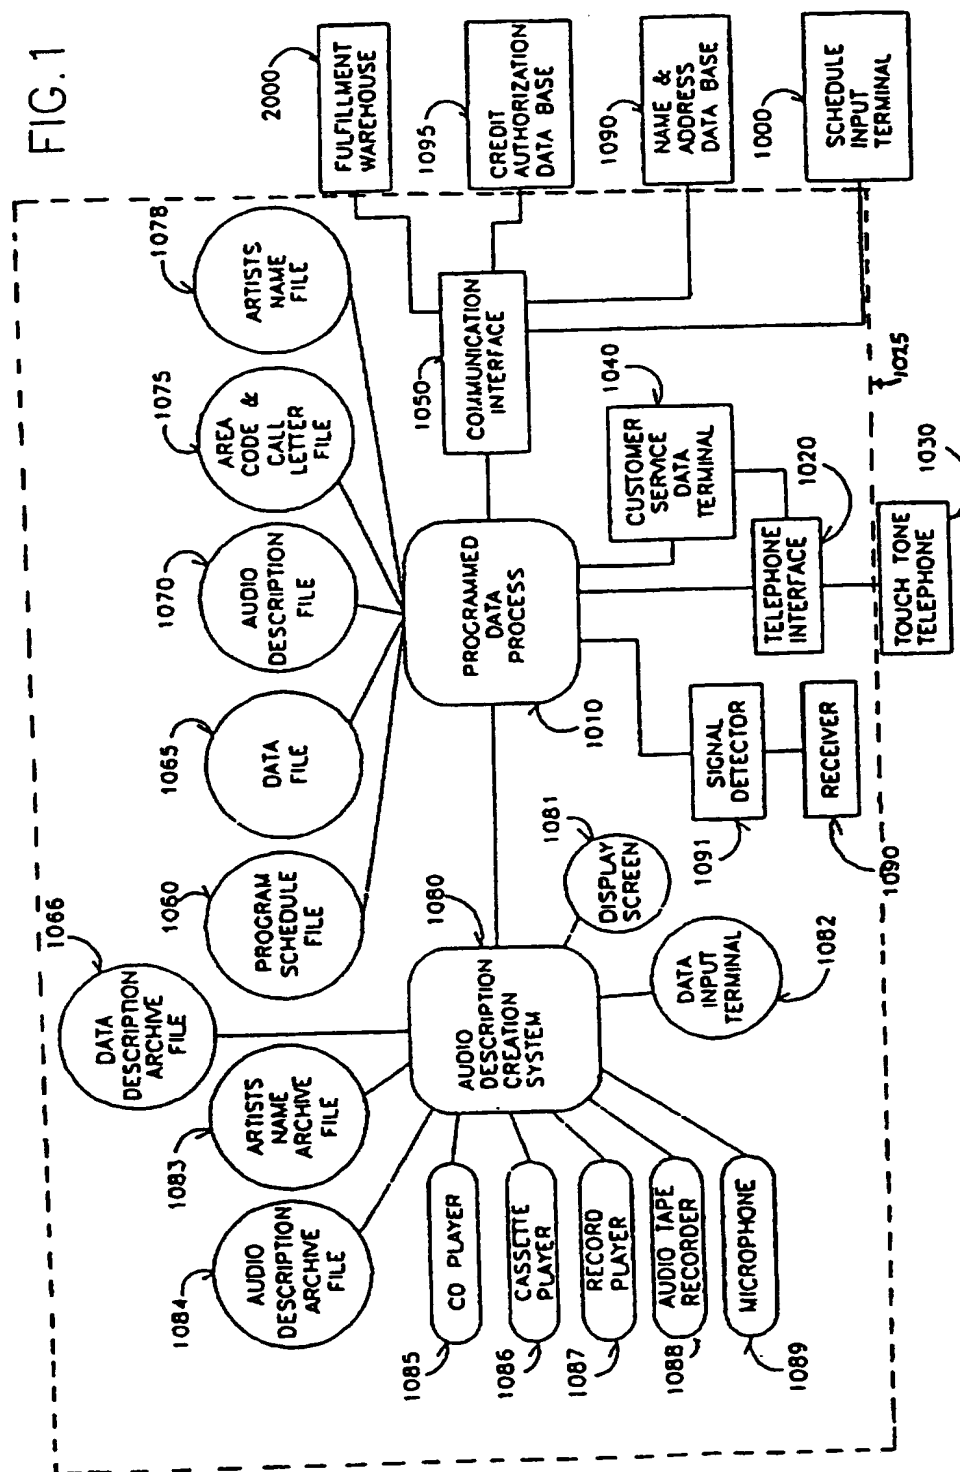 FIG. 1
1066
DATA
DESCRIPTION
ARCHIVE
FILE
1084
AUDIO
DESCRIPTION
ARCHIVE
FILE
1083
ARTISTS
NAME
ARCHIVE
FILE
1060
PROGRAM
SCHEDULE
FILE
1065
DATA
FILE
1070
AUDIO
DESCRIPTION
FILE
1075
AREA
CODE &
CALL
LETTER
FILE
1078
ARTISTS
NAME
FILE
2000
FULFILLMENT
WAREHOUSE
1095
CREDIT
AUTHORIZATION
DATA BASE
1090
NAME &
ADDRESS
DATA BASE
1000
SCHEDULE
INPUT
TERMINAL
1085
CD PLAYER
1086
CASSETTE
PLAYER
1087
RECORD
PLAYER
1088
AUDIO TAPE
RECORDER
1089
MICROPHONE
1080
AUDIO
DESCRIPTION
CREATION
SYSTEM
1081
DISPLAY
SCREEN
1082
DATA
INPUT
TERMINAL
1010
PROGRAMMED
DATA
PROCESS
1050
COMMUNICATION
INTERFACE
1091
SIGNAL
DETECTOR
1090
RECEIVER
1040
CUSTOMER
SERVICE
DATA
TERMINAL
1020
TELEPHONE
INTERFACE
1025
1030
TOUCH TONE
TELEPHONE